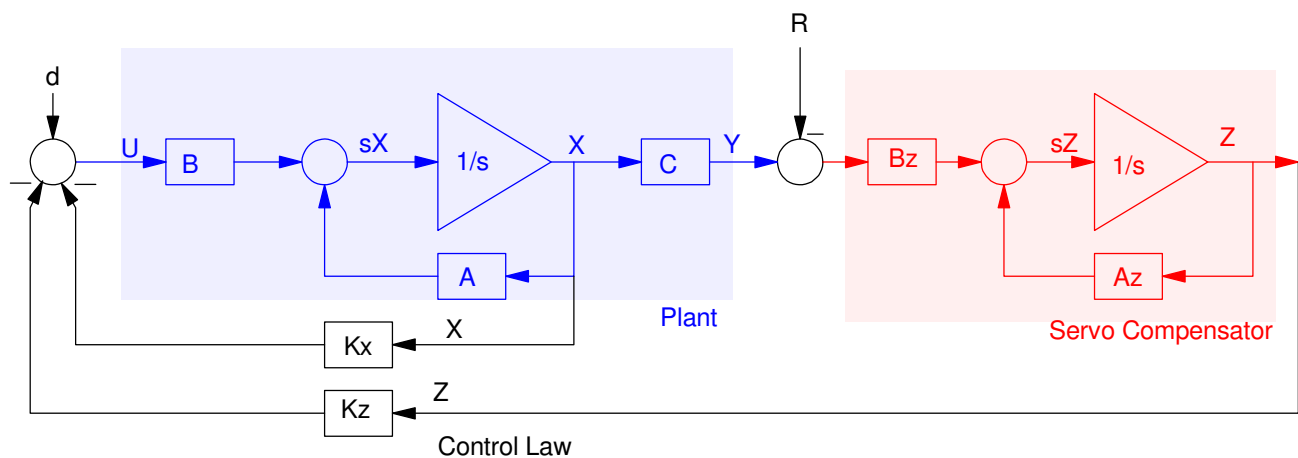 R
d
U
B
sX
1/s
X
C
Y
Bz
sZ
1/s
Z
A
Az
Plant
Servo Compensator
Kx
X
Kz
Z
Control Law